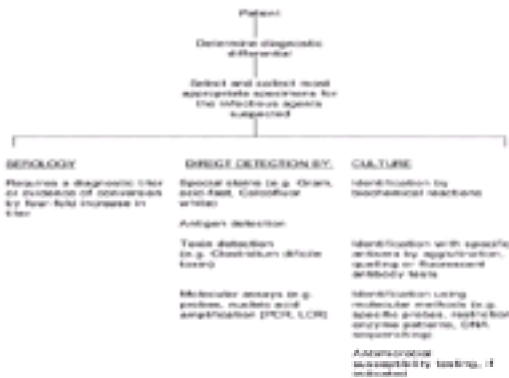 Patient
Determine diagnostic
differential
Select and collect most
appropriate specimens for
the infectious agents
suspected
SEROLOGY
Requires a diagnostic titer
or evidence of conversion
by four-fold increase in
titer
DIRECT DETECTION BY:
Special stains (e.g. Gram,
acid-fast, Calcofluor
white)
Antigen detection
Toxin detection
(e.g. Clostridium difficile
toxin)
Molecular assays (e.g.
probes, nucleic acid
amplification [PCR, LCR]
CULTURE
Identification by
biochemical reactions
Identification with specific
antisera by agglutination,
quellung or fluorescent
antibody tests
Identification using
molecular methods (e.g.
specific probes, restriction
enzyme patterns, DNA
sequencing)
Antimicrobial
susceptibility testing, if
indicated